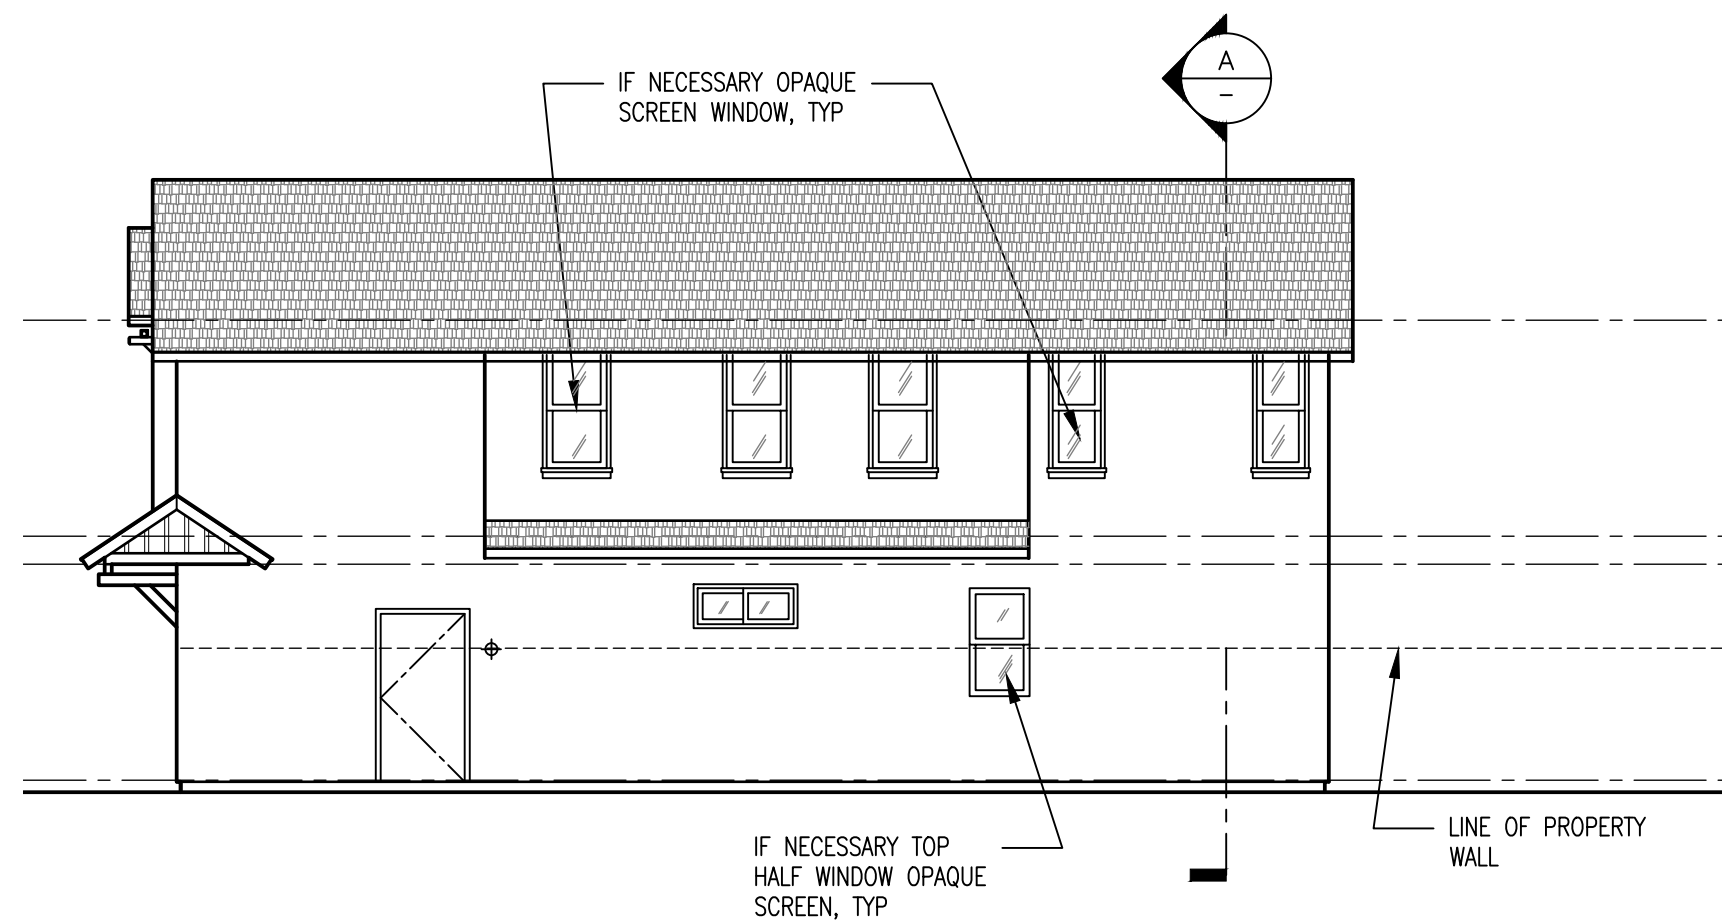 IF NECESSARY OPAQUE
SCREEN WINDOW, TYP
A
–
IF NECESSARY TOP
HALF WINDOW OPAQUE
SCREEN, TYP
LINE OF PROPERTY
WALL